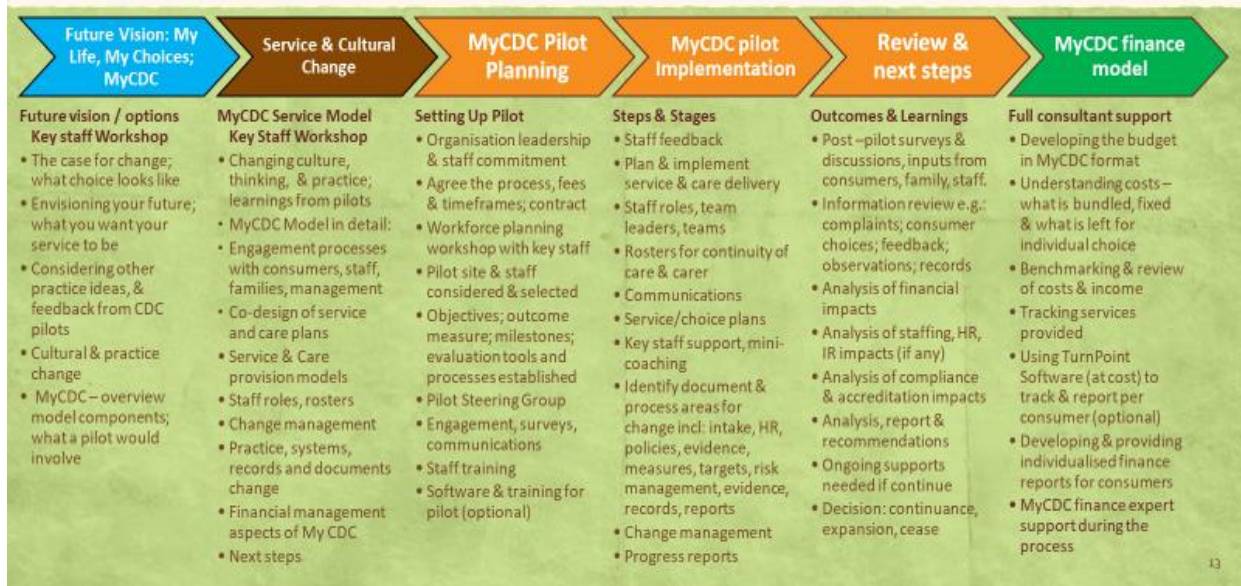 Future Vision: My
Life, My Choices;
MyCDC
Service & Cultural
Change
MyCDC Pilot
Planning
MyCDC pilot
Implementation
Review &
next steps
MyCDC finance
model
Future vision / options
Key staff Workshop
• The case for change;
what choice looks like
• Envisioning your future;
what you want your
service to be
• Considering other
practice ideas, &
feedback from CDC
pilots
• Cultural & practice
change
• MyCDC – overview
model components;
what a pilot would
involve
MyCDC Service Model
Key Staff Workshop
• Changing culture,
thinking, & practice;
learnings from pilots
• MyCDC Model in detail:
• Engagement processes
with consumers, staff,
families, management
• Co-design of service
and care plans
• Service & Care
provision models
• Staff roles, rosters
• Change management
• Practice, systems,
records and documents
change
• Financial management
aspects of My CDC
• Next steps
Setting Up Pilot
• Organisation leadership
& staff commitment
• Agree the process, fees
& timeframes; contract
• Workforce planning
workshop with key staff
• Pilot site & staff
considered & selected
• Objectives; outcome
measure; milestones;
evaluation tools and
processes established
• Pilot Steering Group
• Engagement, surveys,
communications
• Staff training
• Software & training for
pilot (optional)
Steps & Stages
• Staff feedback
• Plan & implement
service & care delivery
• Staff roles, team
leaders, teams
• Rosters for continuity of
care & carer
• Communications
• Service/choice plans
• Key staff support, mini-
coaching
• Identify document &
process areas for
change incl: intake, HR,
policies, evidence,
measures, targets, risk
management, evidence,
records, reports
• Change management
• Progress reports
Outcomes & Learnings
• Post –pilot surveys &
discussions, inputs from
consumers, family, staff.
• Information review e.g.:
complaints; consumer
choices; feedback;
observations; records
• Analysis of financial
impacts
• Analysis of staffing, HR,
IR impacts (if any)
• Analysis of compliance
& accreditation impacts
• Analysis, report &
recommendations
• Ongoing supports
needed if continue
• Decision: continuance,
expansion, cease
Full consultant support
• Developing the budget
in MyCDC format
• Understanding costs –
what is bundled, fixed
& what is left for
individual choice
• Benchmarking & review
of costs & income
• Tracking services
provided
• Using TurnPoint
Software (at cost) to
track & report per
consumer (optional)
• Developing & providing
individualised finance
reports for consumers
• MyCDC finance expert
support during the
process
13